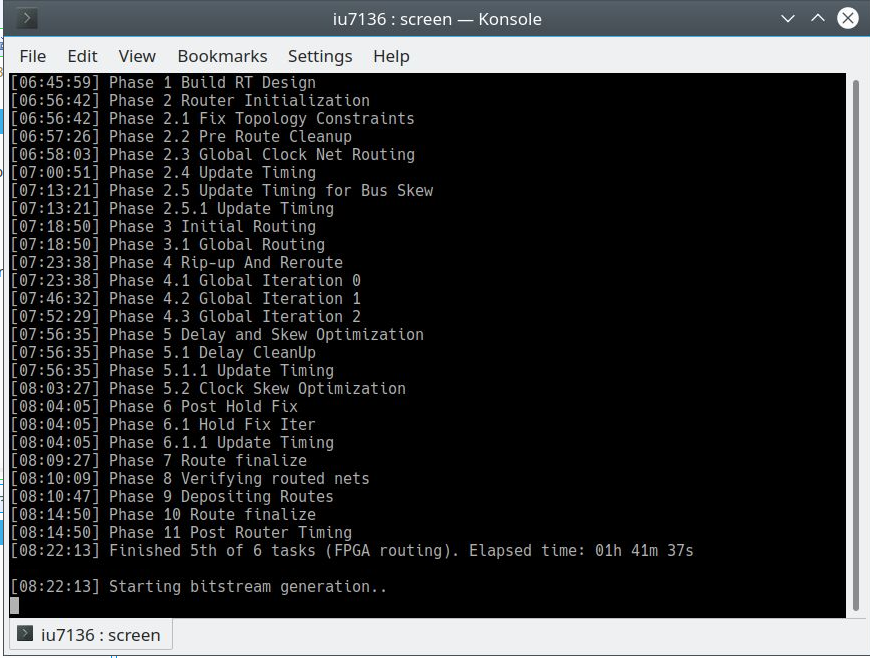 iu7136 : screen — Konsole
File Edit View Bookmarks Settings Help
[06:45:59] Phase 1 Build RT Design
[06:56:42] Phase 2 Router Initialization
[06:56:42] Phase 2.1 Fix Topology Constraints
[06:57:26] Phase 2.2 Pre Route Cleanup
[06:58:03] Phase 2.3 Global Clock Net Routing
[07:00:51] Phase 2.4 Update Timing
[07:13:21] Phase 2.5 Update Timing for Bus Skew
[07:13:21] Phase 2.5.1 Update Timing
[07:18:50] Phase 3 Initial Routing
[07:18:50] Phase 3.1 Global Routing
[07:23:38] Phase 4 Rip-up And Reroute
[07:23:38] Phase 4.1 Global Iteration 0
[07:46:32] Phase 4.2 Global Iteration 1
[07:52:29] Phase 4.3 Global Iteration 2
[07:56:35] Phase 5 Delay and Skew Optimization
[07:56:35] Phase 5.1 Delay CleanUp
[07:56:35] Phase 5.1.1 Update Timing
[08:03:27] Phase 5.2 Clock Skew Optimization
[08:04:05] Phase 6 Post Hold Fix
[08:04:05] Phase 6.1 Hold Fix Iter
[08:04:05] Phase 6.1.1 Update Timing
[08:09:27] Phase 7 Route finalize
[08:10:09] Phase 8 Verifying routed nets
[08:10:47] Phase 9 Depositing Routes
[08:14:50] Phase 10 Route finalize
[08:14:50] Phase 11 Post Router Timing
[08:22:13] Finished 5th of 6 tasks (FPGA routing). Elapsed time: 01h 41m 37s
[08:22:13] Starting bitstream generation..
iu7136 : screen